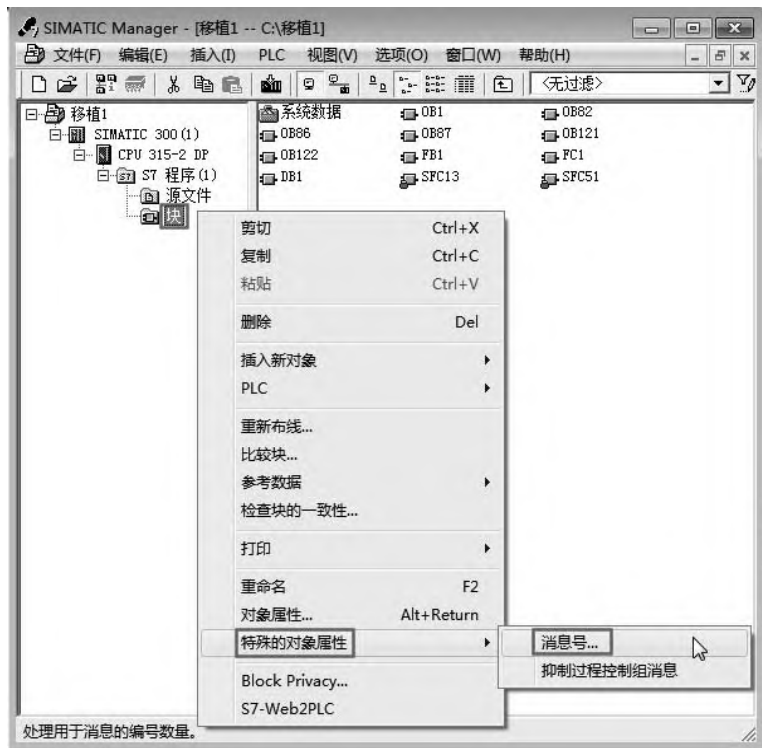 SIMATIC Manager - [移植1 -- C:\移植1]
文件(F) 编辑(E) 插入(I) PLC 视图(V) 选项(O) 窗口(W) 帮助(H)
<无过滤>
移植1
SIMATIC 300(1)
CPU 315-2 DP
S7 程序(1)
源文件
块
系统数据 OB1 OB82
OB86 OB87 OB121
OB122 FB1 FC1
DB1 SFC13 SFC51
剪切 Ctrl+X
复制 Ctrl+C
粘贴 Ctrl+V
删除 Del
插入新对象
PLC
重新布线...
比较块...
参考数据
检查块的一致性...
打印
重命名 F2
对象属性... Alt+Return
特殊的对象属性
消息号...
抑制过程控制组消息
Block Privacy...
S7-Web2PLC
处理用于消息的编号数量。